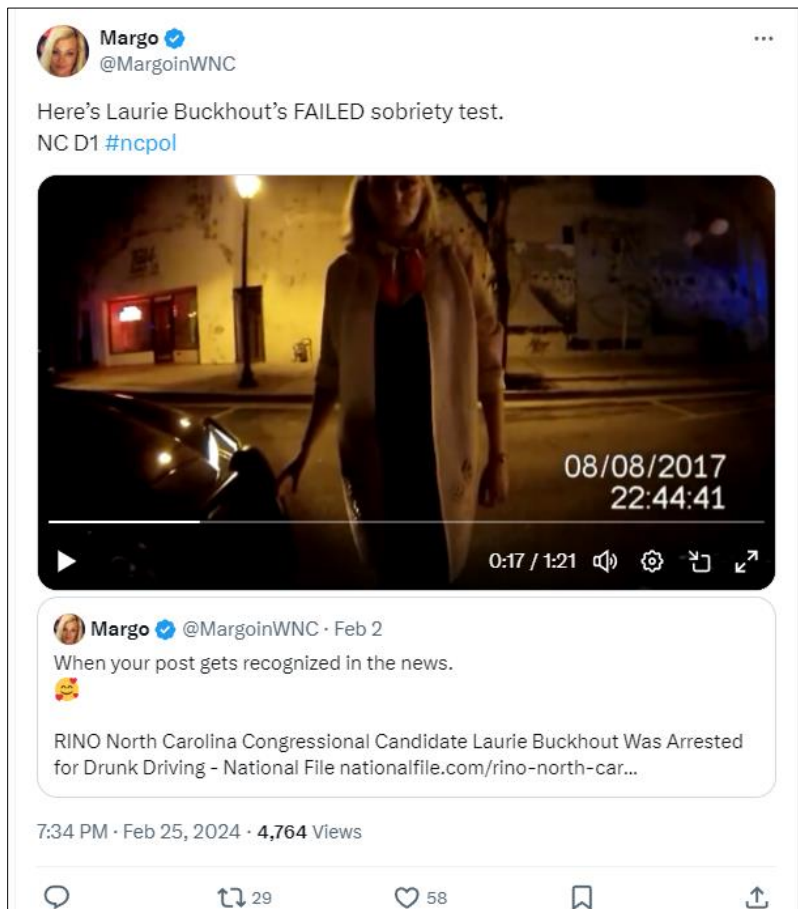 Margo
@MargoinWNC
Here’s Laurie Buckhout’s FAILED sobriety test.
NC D1 #ncpol
08/08/2017
22:44:41
0:17 / 1:21
Margo @MargoinWNC · Feb 2
When your post gets recognized in the news.
RINO North Carolina Congressional Candidate Laurie Buckhout Was Arrested
for Drunk Driving - National File nationalfile.com/rino-north-car...
7:34 PM · Feb 25, 2024 · 4,764 Views
29 58